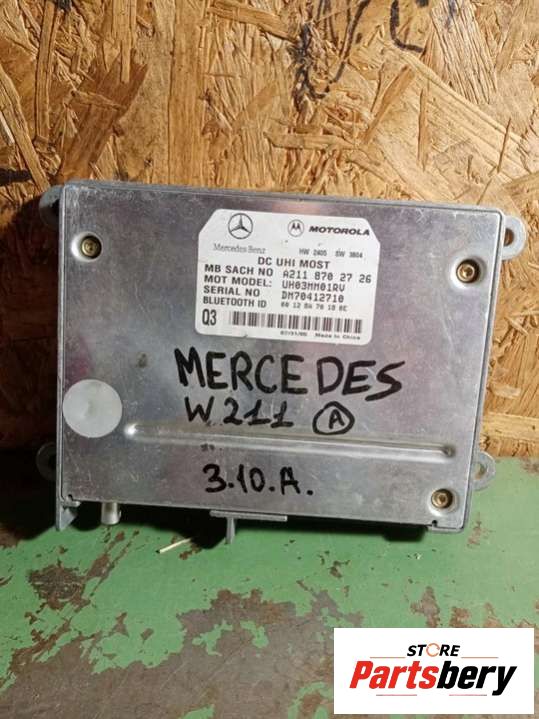 MOTOROLA
Mercedes Benz
HW 2405 SW 3804
DC UHI MOST
MB SACH NO A211 870 27 26
MOT MODEL: UH03MM01RV
SERIAL NO DM70412710
BLUETOOTH ID
Q3 Made in China
MERCEDES
W211 A
3.10.A.
STORE
Partsbery